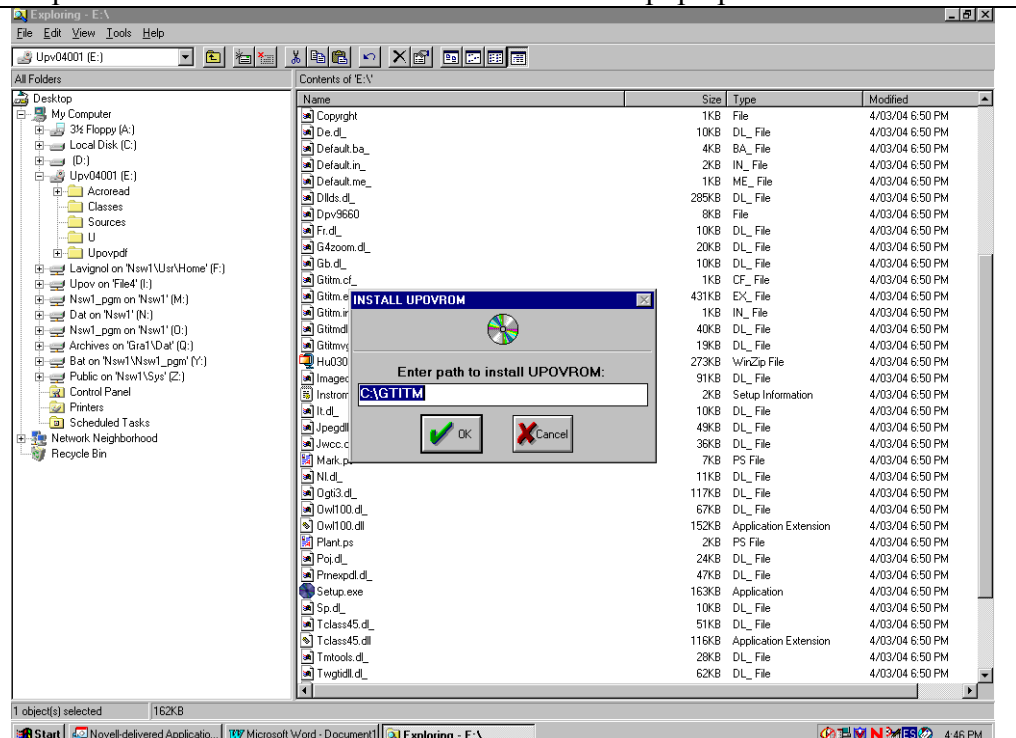 Exploring - E:\
File Edit View Tools Help
Upv04001 (E:)
All Folders Contents of 'E:\'
Desktop
My Computer
3½ Floppy (A:)
Local Disk (C:)
(D:)
Upv04001 (E:)
Acroread
Classes
Sources
U
Upovpdf
Lavignol on 'Nsw1\Usr\Home' (F:)
Upov on 'File4' (I:)
Nsw1_pgm on 'Nsw1' (M:)
Dat on 'Nsw1' (N:)
Nsw1_pgm on 'Nsw1' (O:)
Archives on 'Gra1\Dat' (Q:)
Bat on 'Nsw1\Nsw1_pgm' (Y:)
Public on 'Nsw1\Sys' (Z:)
Control Panel
Printers
Scheduled Tasks
Network Neighborhood
Recycle Bin
Name Size Type Modified
Copyrght 1KB File 4/03/04 6:50 PM
De.dl_ 10KB DL_ File 4/03/04 6:50 PM
Default.ba_ 4KB BA_ File 4/03/04 6:50 PM
Default.in_ 2KB IN_ File 4/03/04 6:50 PM
Default.me_ 1KB ME_ File 4/03/04 6:50 PM
Dllds.dl_ 285KB DL_ File 4/03/04 6:50 PM
Dpv9660 8KB File 4/03/04 6:50 PM
Fr.dl_ 10KB DL_ File 4/03/04 6:50 PM
G4zoom.dl_ 20KB DL_ File 4/03/04 6:50 PM
Gb.dl_ 10KB DL_ File 4/03/04 6:50 PM
Gtitm.cf_ 1KB CF_ File 4/03/04 6:50 PM
Gtitm.e 431KB EX_ File 4/03/04 6:50 PM
Gtitm.ir 1KB IN_ File 4/03/04 6:50 PM
Gtitmdl 40KB DL_ File 4/03/04 6:50 PM
Gtitmvg 19KB DL_ File 4/03/04 6:50 PM
Hu030 273KB WinZip File 4/03/04 6:50 PM
Imagec 91KB DL_ File 4/03/04 6:50 PM
Instrom 2KB Setup Information 4/03/04 6:50 PM
It.dl_ 10KB DL_ File 4/03/04 6:50 PM
Jpegdll 49KB DL_ File 4/03/04 6:50 PM
Jwcc.c 36KB DL_ File 4/03/04 6:50 PM
Mark.p 7KB PS File 4/03/04 6:50 PM
Nl.dl_ 11KB DL_ File 4/03/04 6:50 PM
Ogti3.dl_ 117KB DL_ File 4/03/04 6:50 PM
Owl100.dl_ 67KB DL_ File 4/03/04 6:50 PM
Owl100.dll 152KB Application Extension 4/03/04 6:50 PM
Plant.ps 2KB PS File 4/03/04 6:50 PM
Poj.dl_ 24KB DL_ File 4/03/04 6:50 PM
Prnexpdl.dl_ 47KB DL_ File 4/03/04 6:50 PM
Setup.exe 163KB Application 4/03/04 6:50 PM
Sp.dl_ 10KB DL_ File 4/03/04 6:50 PM
Tclass45.dl_ 51KB DL_ File 4/03/04 6:50 PM
Tclass45.dll 116KB Application Extension 4/03/04 6:50 PM
Tmtools.dl_ 28KB DL_ File 4/03/04 6:50 PM
Twgtidll.dl_ 62KB DL_ File 4/03/04 6:50 PM
INSTALL UPOVROM
Enter path to install UPOVROM:
C:\GTITM
OK Cancel
1 object(s) selected 162KB
Start Novell-delivered Applicatio... Microsoft Word - Document1 Exploring - E:\ ES 4:46 PM